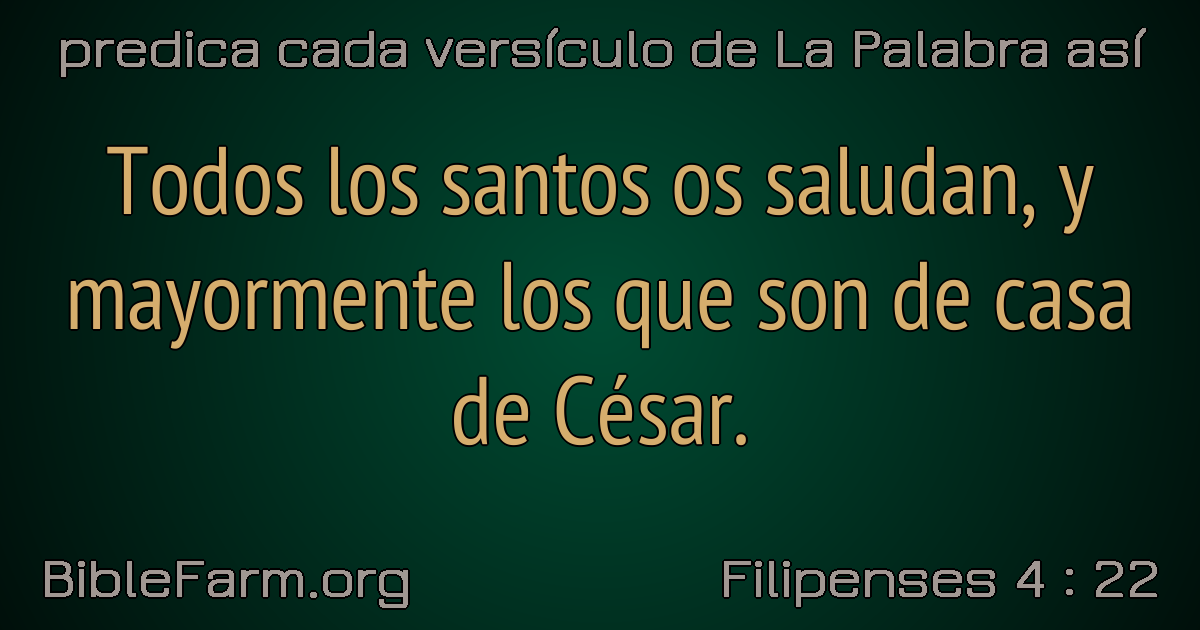 predica cada versículo de La Palabra así
Todos los santos os saludan, y
mayormente los que son de casa
de César.
BibleFarm.org
Filipenses 4 : 22